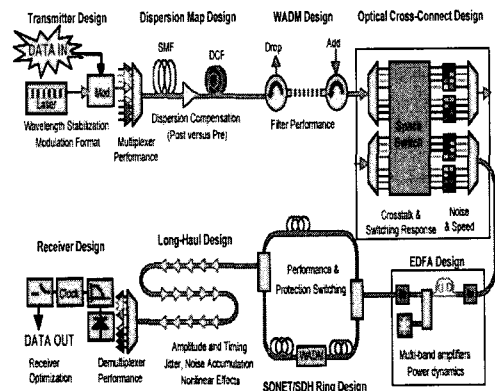 Transmitter Design
Dispersion Map Design
WADM Design
Optical Cross-Connect Design
DATA IN
SMF
DCF
Drop
Add
Laser
Mod.
Wavelength Stabilization
Modulation Format
Multiplexer
Performance
Dispersion Compensation
(Post versus Pre)
Filter Performance
Space
Switch
Crosstalk &
Switching Response
Noise
& Speed
Receiver Design
Long-Haul Design
EDFA Design
Performance &
Protection Switching
Clock
DATA OUT
Receiver
Optimization
Demultiplexer
Performance
Amplitude and Timing
Jitter, Noise Accumulation
Nonlinear Effects
WADM
SONET/SDH Ring Design
Multi-band amplifiers
Power dynamics